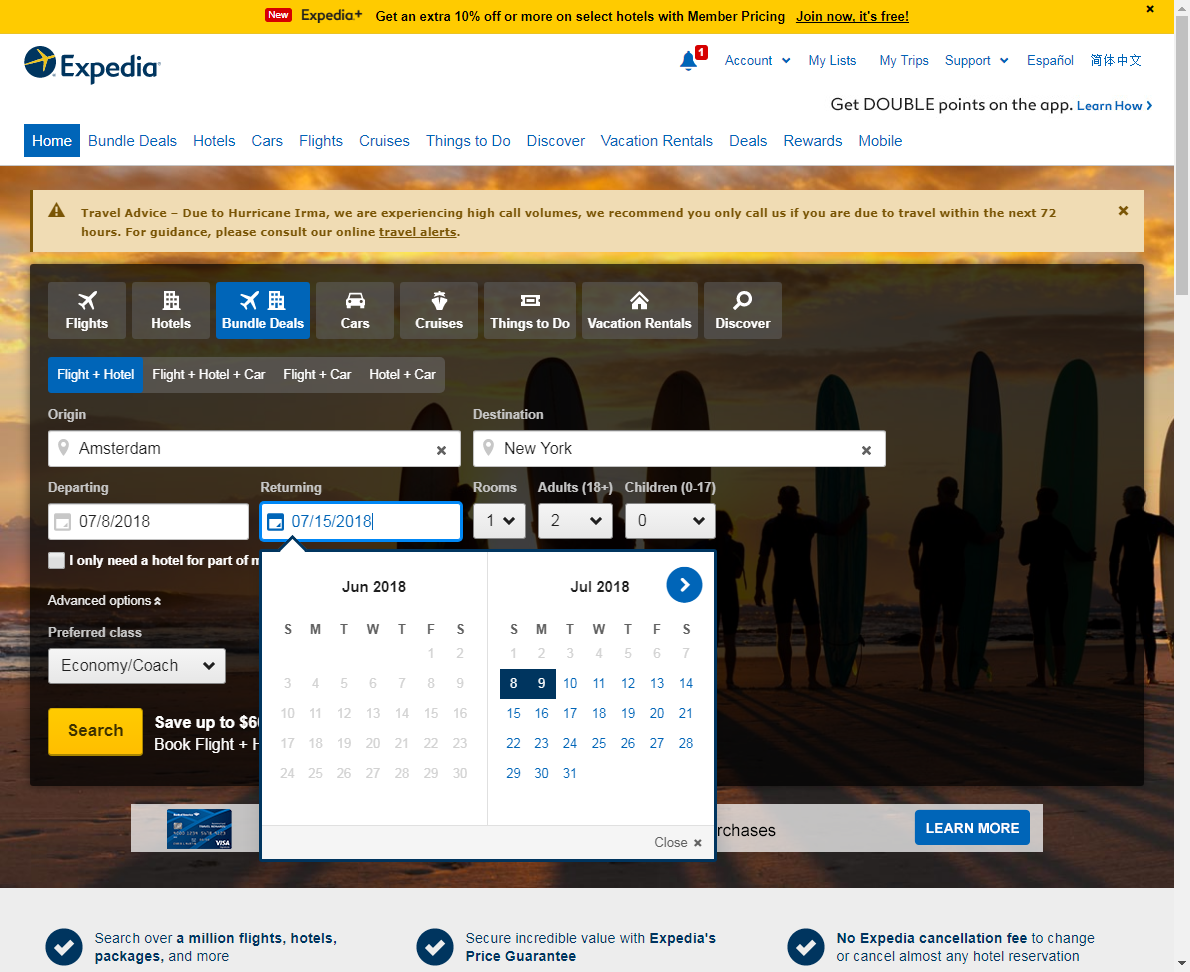 New Expedia+ Get an extra 10% off or more on select hotels with Member Pricing Join now, it's free!
Expedia
1 Account My Lists My Trips Support Español 简体中文
Get DOUBLE points on the app. Learn How
Home Bundle Deals Hotels Cars Flights Cruises Things to Do Discover Vacation Rentals Deals Rewards Mobile
Travel Advice – Due to Hurricane Irma, we are experiencing high call volumes, we recommend you only call us if you are due to travel within the next 72
hours. For guidance, please consult our online travel alerts.
Flights Hotels Bundle Deals Cars Cruises Things to Do Vacation Rentals Discover
Flight + Hotel Flight + Hotel + Car Flight + Car Hotel + Car
Origin Destination
Amsterdam New York
Departing Returning Rooms Adults (18+) Children (0-17)
07/8/2018 07/15/2018 1 2 0
I only need a hotel for part of m
Advanced options
Preferred class
Economy/Coach
Search
Save up to $6
Book Flight + H
Jun 2018
S M T W T F S
1 2
3 4 5 6 7 8 9
10 11 12 13 14 15 16
17 18 19 20 21 22 23
24 25 26 27 28 29 30
Jul 2018
S M T W T F S
1 2 3 4 5 6 7
8 9 10 11 12 13 14
15 16 17 18 19 20 21
22 23 24 25 26 27 28
29 30 31
Close
VISA
rchases
LEARN MORE
Search over a million flights, hotels,
packages, and more
Secure incredible value with Expedia's
Price Guarantee
No Expedia cancellation fee to change
or cancel almost any hotel reservation